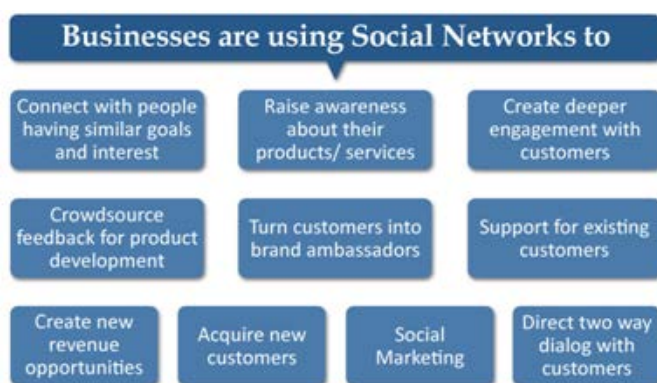 Businesses are using Social Networks to
Connect with people
having similar goals
and interest
Raise awareness
about their
products/ services
Create deeper
engagement with
customers
Crowdsource
feedback for product
development
Turn customers into
brand ambassadors
Support for existing
customers
Create new
revenue
opportunities
Acquire new
customers
Social
Marketing
Direct two way
dialog with
customers